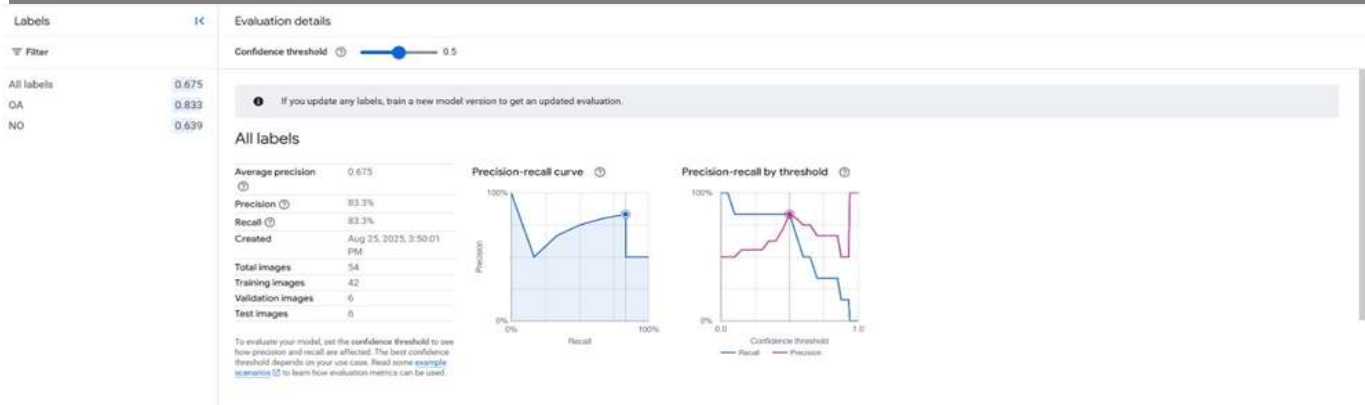 Labels
Filter
All labels 0.675
OA 0.833
NO 0.639
Evaluation details
Confidence threshold 0.5
If you update any labels, train a new model version to get an updated evaluation.
All labels
Average precision 0.675
Precision 83.3%
Recall 83.3%
Created Aug 25, 2025, 3:50:01
PM
Total images 54
Training images 42
Validation images 6
Test images 6
To evaluate your model, set the confidence threshold to see
how precision and recall are affected. The best confidence
threshold depends on your use case. Read some example
scenarios to learn how evaluation metrics can be used.
Precision-recall curve
100%
Precision
0%
0% 100%
Recall
Precision-recall by threshold
100%
0%
0.0 1.0
Confidence threshold
Recall Precision